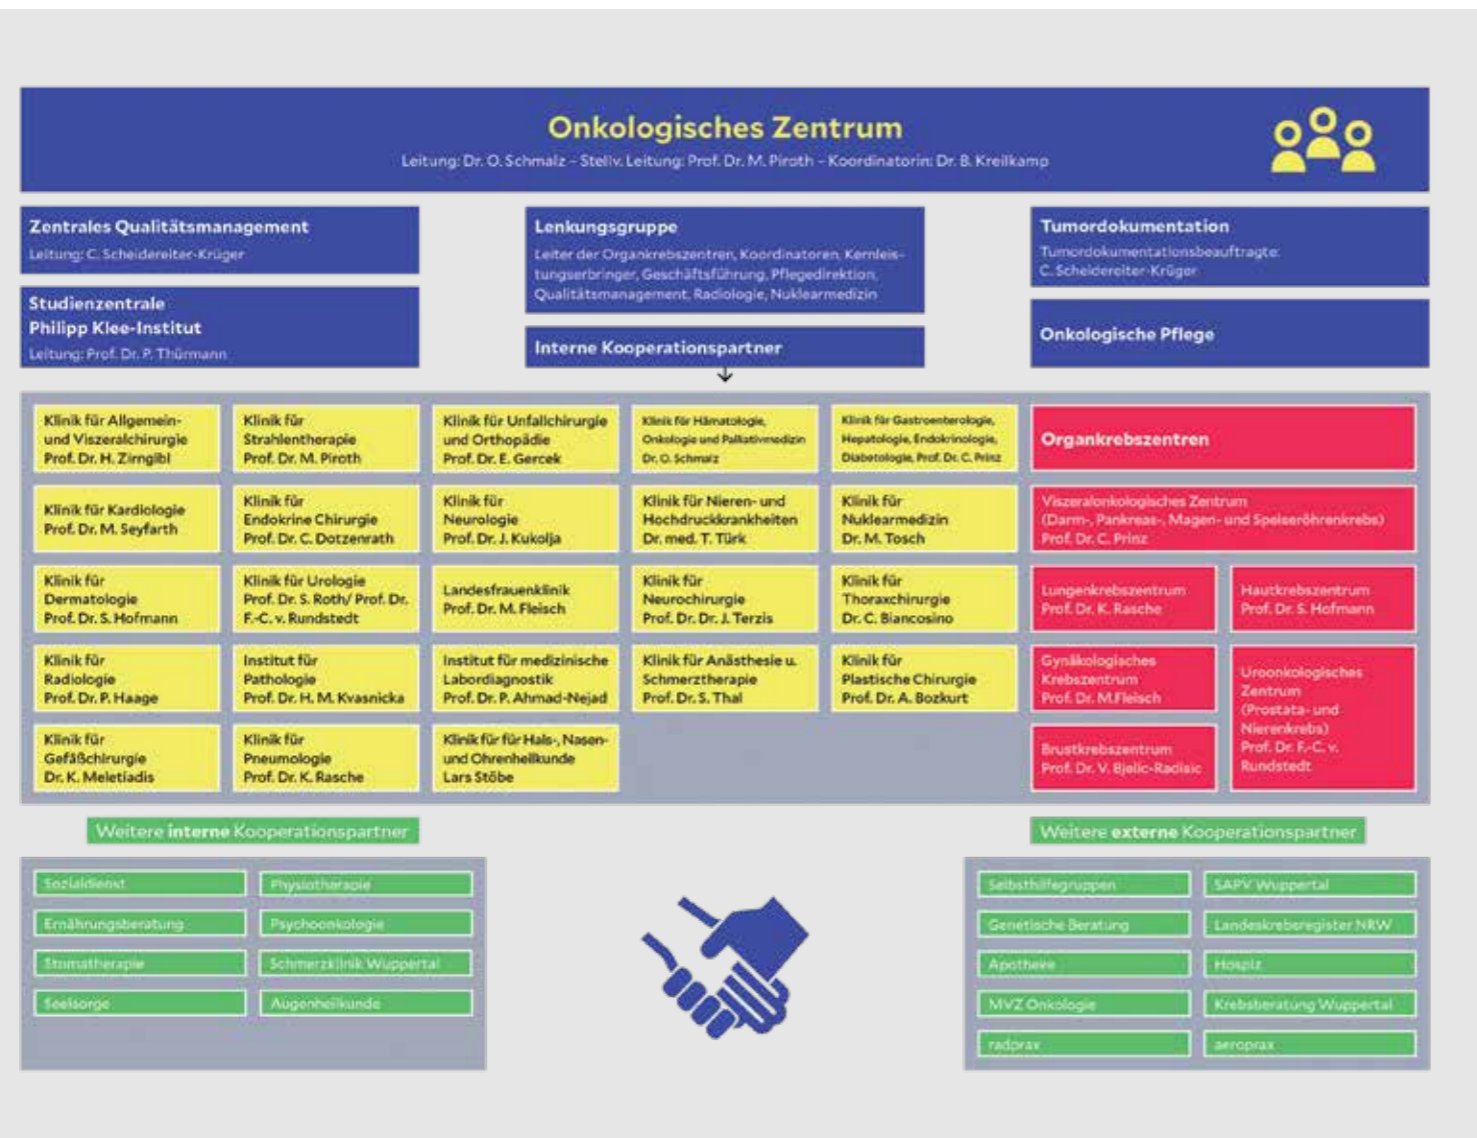 Onkologisches Zentrum
Leitung: Dr. O. Schmalz – Stellv. Leitung: Prof. Dr. M. Piroth – Koordinatorin: Dr. B. Kreilkamp
Zentrales Qualitätsmanagement
Leitung: C. Scheidereiter-Krüger
Studienzentrale
Philipp Klee-Institut
Leitung: Prof. Dr. P. Thürmann
Lenkungsgruppe
Leiter der Organkrebszentren, Koordinatoren, Kernleis-
tungserbringer, Geschäftsführung, Pflegedirektion,
Qualitätsmanagement, Radiologie, Nuklearmedizin
Interne Kooperationspartner
Tumordokumentation
Tumordokumentationsbeauftragte:
C. Scheidereiter-Krüger
Onkologische Pflege
Klinik für Allgemein-
und Viszeralchirurgie
Prof. Dr. H. Zirngibl
Klinik für
Strahlentherapie
Prof. Dr. M. Piroth
Klinik für Unfallchirurgie
und Orthopädie
Prof. Dr. E. Gercek
Klinik für Hämatologie,
Onkologie und Palliativmedizin
Dr. O. Schmalz
Klinik für Gastroenterologie,
Hepatologie, Endokrinologie,
Diabetologie, Prof. Dr. C. Prinz
Klinik für Kardiologie
Prof. Dr. M. Seyfarth
Klinik für
Endokrine Chirurgie
Prof. Dr. C. Dotzenrath
Klinik für
Neurologie
Prof. Dr. J. Kukolja
Klinik für Nieren- und
Hochdruckkrankheiten
Dr. med. T. Türk
Klinik für
Nuklearmedizin
Dr. M. Tosch
Klinik für
Dermatologie
Prof. Dr. S. Hofmann
Klinik für Urologie
Prof. Dr. S. Roth/ Prof. Dr.
F.-C. v. Rundstedt
Landesfrauenklinik
Prof. Dr. M. Fleisch
Klinik für
Neurochirurgie
Prof. Dr. Dr. J. Terzis
Klinik für
Thoraxchirurgie
Dr. C. Biancosino
Klinik für
Radiologie
Prof. Dr. P. Haage
Institut für
Pathologie
Prof. Dr. H. M. Kvasnicka
Institut für medizinische
Labordiagnostik
Prof. Dr. P. Ahmad-Nejad
Klinik für Anästhesie u.
Schmerztherapie
Prof. Dr. S. Thal
Klinik für
Plastische Chirurgie
Prof. Dr. A. Bozkurt
Klinik für
Gefäßchirurgie
Dr. K. Meletiadis
Klinik für
Pneumologie
Prof. Dr. K. Rasche
Klinik für für Hals-, Nasen-
und Ohrenheilkunde
Lars Stöbe
Organkrebszentren
Viszeralonkologisches Zentrum
(Darm-, Pankreas-, Magen- und Speiseröhrenkrebs)
Prof. Dr. C. Prinz
Lungenkrebszentrum
Prof. Dr. K. Rasche
Hautkrebszentrum
Prof. Dr. S. Hofmann
Gynäkologisches
Krebszentrum
Prof. Dr. M.Fleisch
Uroonkologisches
Zentrum
(Prostata- und
Nierenkrebs)
Prof. Dr. F.-C. v.
Rundstedt
Brustkrebszentrum
Prof. Dr. V. Bjelic-Radisic
Weitere interne Kooperationspartner
Sozialdienst
Physiotherapie
Ernährungsberatung
Psychoonkologie
Stomatherapie
Schmerzklinik Wuppertal
Seelsorge
Augenheilkunde
Weitere externe Kooperationspartner
Selbsthilfegruppen
SAPV Wuppertal
Genetische Beratung
Landeskrebsregister NRW
Apotheke
Hospiz
MVZ Onkologie
Krebsberatung Wuppertal
radprax
aeroprax